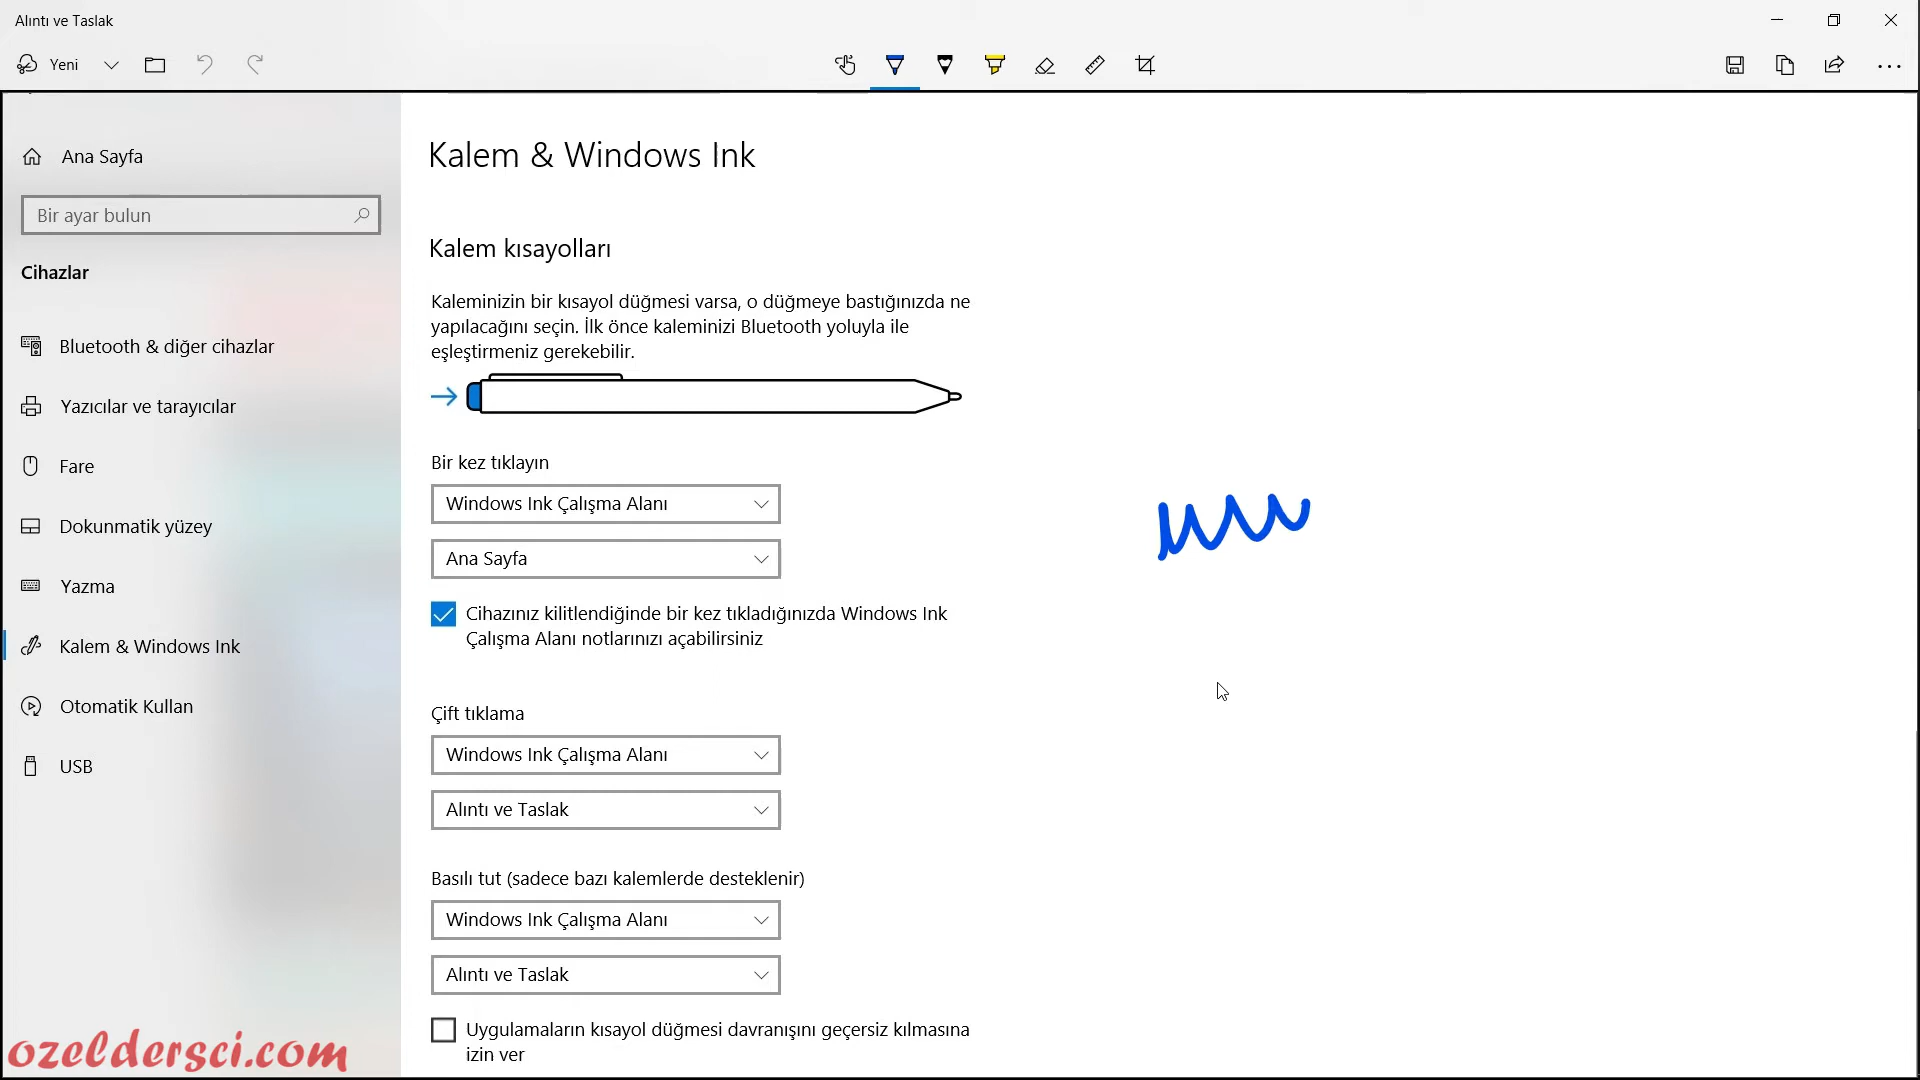 Alıntı ve Taslak
Yeni
Ana Sayfa
Bir ayar bulun
Cihazlar
Bluetooth & diğer cihazlar
Yazıcılar ve tarayıcılar
Fare
Dokunmatik yüzey
Yazma
Kalem & Windows Ink
Otomatik Kullan
USB
ozeldersci.com
Kalem & Windows Ink
Kalem kısayolları
Kaleminizin bir kısayol düğmesi varsa, o düğmeye bastığınızda ne
yapılacağını seçin. İlk önce kaleminizi Bluetooth yoluyla ile
eşleştirmeniz gerekebilir.
Bir kez tıklayın
Windows Ink Çalışma Alanı
Ana Sayfa
Cihazınız kilitlendiğinde bir kez tıkladığınızda Windows Ink
Çalışma Alanı notlarınızı açabilirsiniz
Çift tıklama
Windows Ink Çalışma Alanı
Alıntı ve Taslak
Basılı tut (sadece bazı kalemlerde desteklenir)
Windows Ink Çalışma Alanı
Alıntı ve Taslak
Uygulamaların kısayol düğmesi davranışını geçersiz kılmasına
izin ver